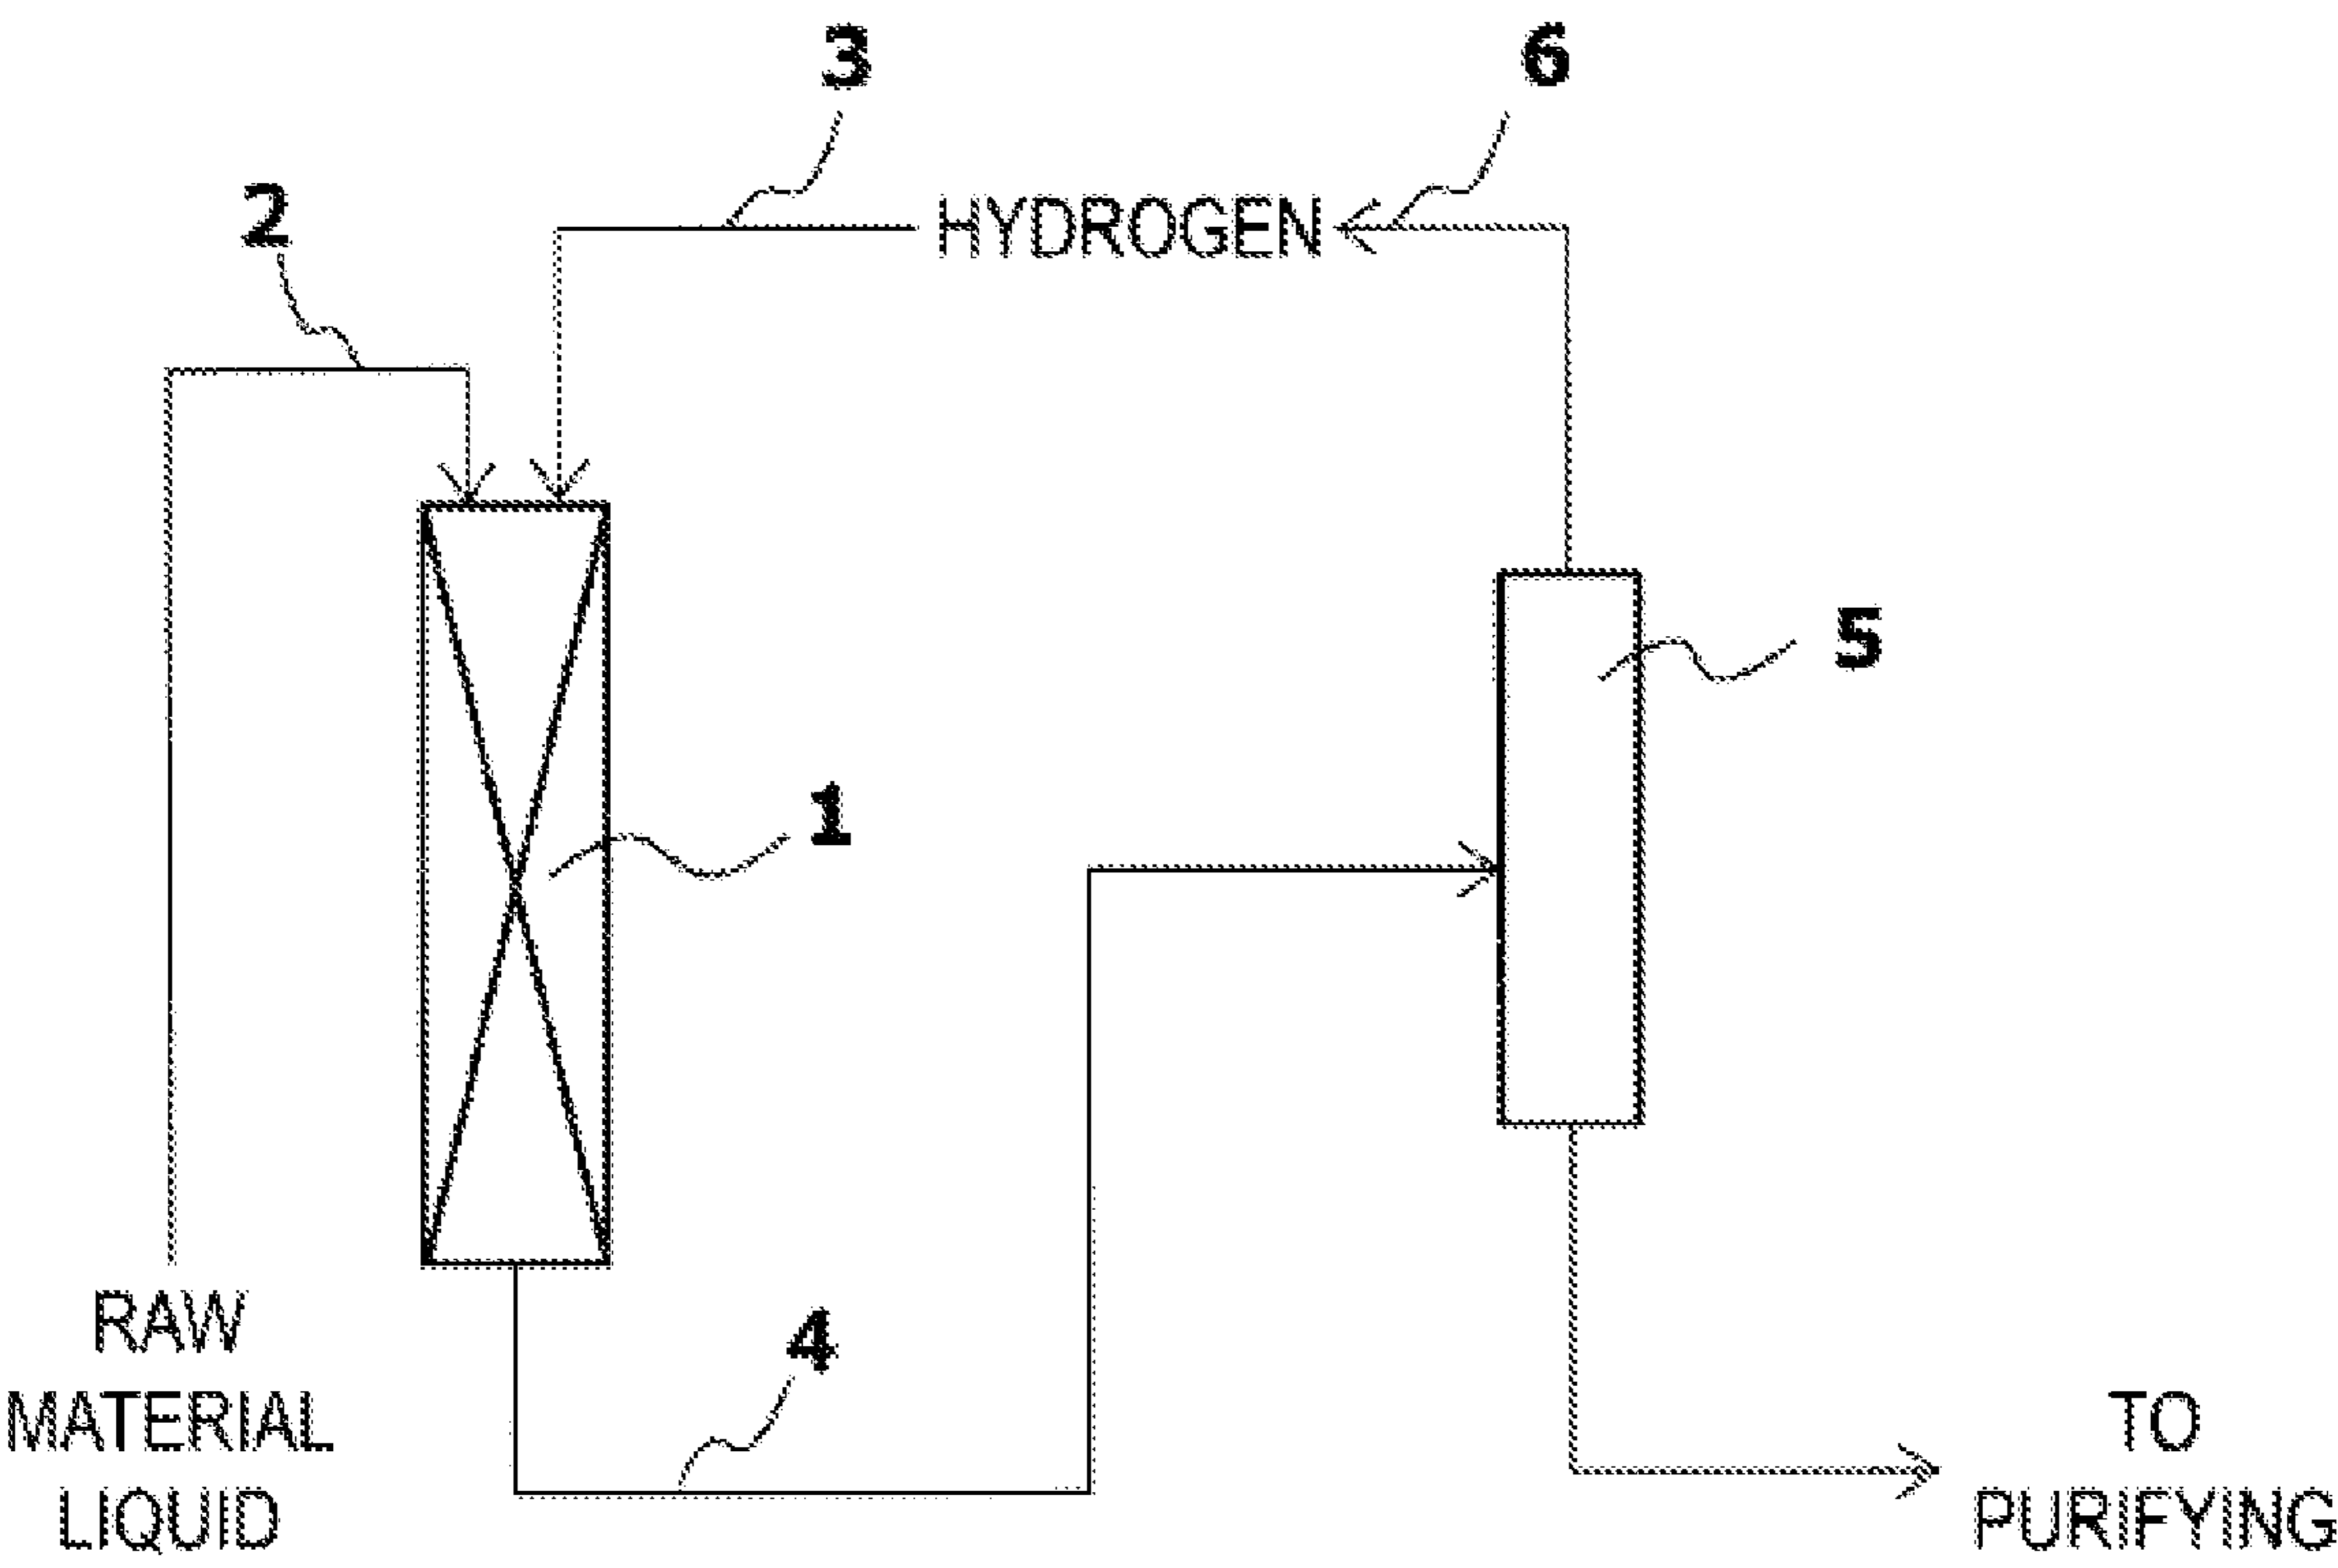 3
6
2
HYDROGEN
5
1
4
RAW
MATERIAL
LIQUID
TO
PURIFYING